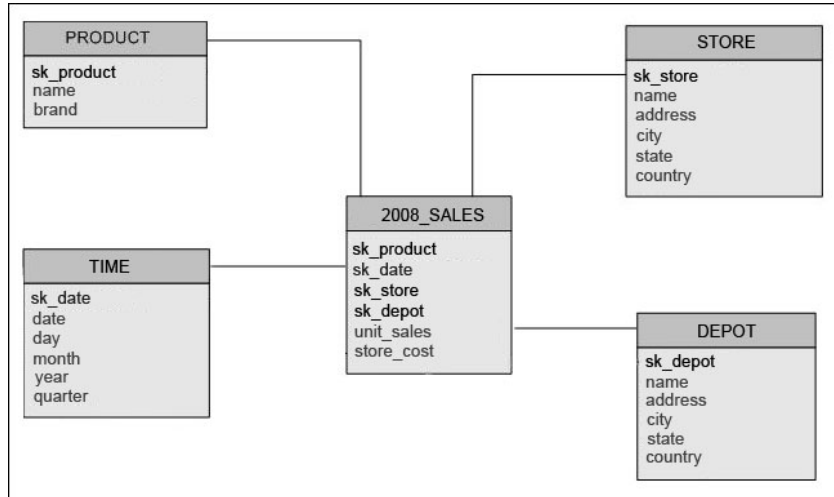 PRODUCT
sk_product
name
brand
STORE
sk_store
name
address
city
state
country
2008_SALES
sk_product
sk_date
sk_store
sk_depot
unit_sales
store_cost
TIME
sk_date
date
day
month
year
quarter
DEPOT
sk_depot
name
address
city
state
country